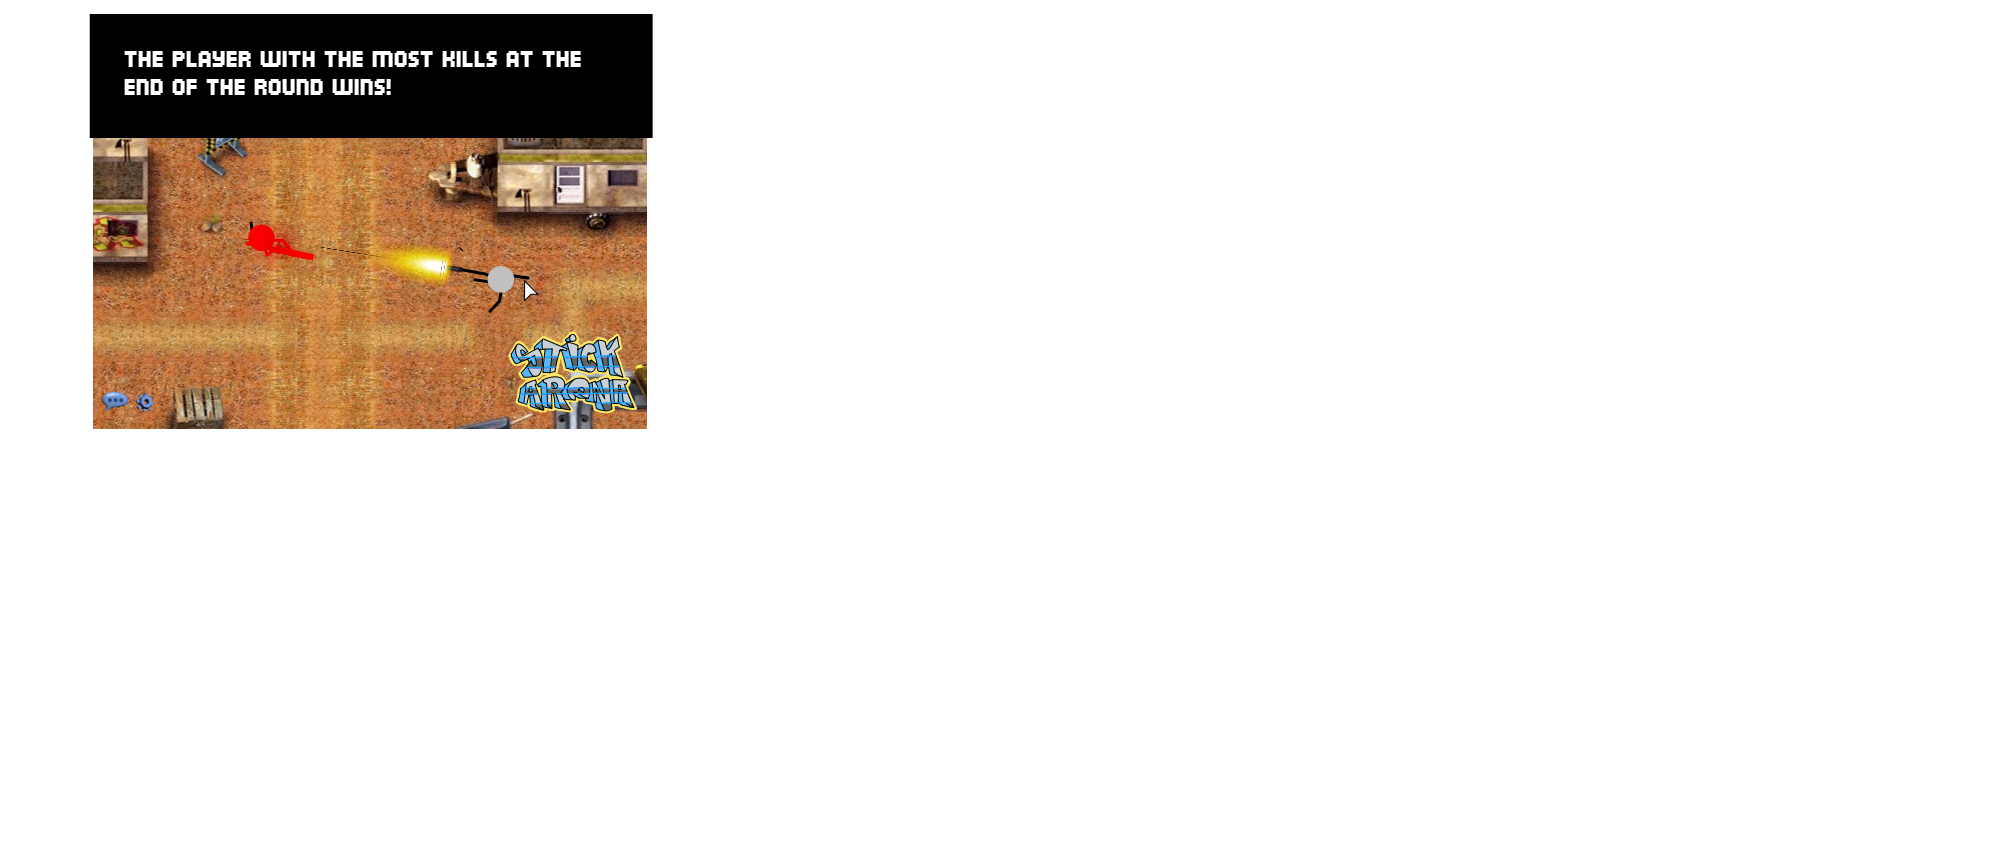 THE PLAYER WITH THE MOST KILLS AT THE
END OF THE ROUND WINS!
STICK
ARENA